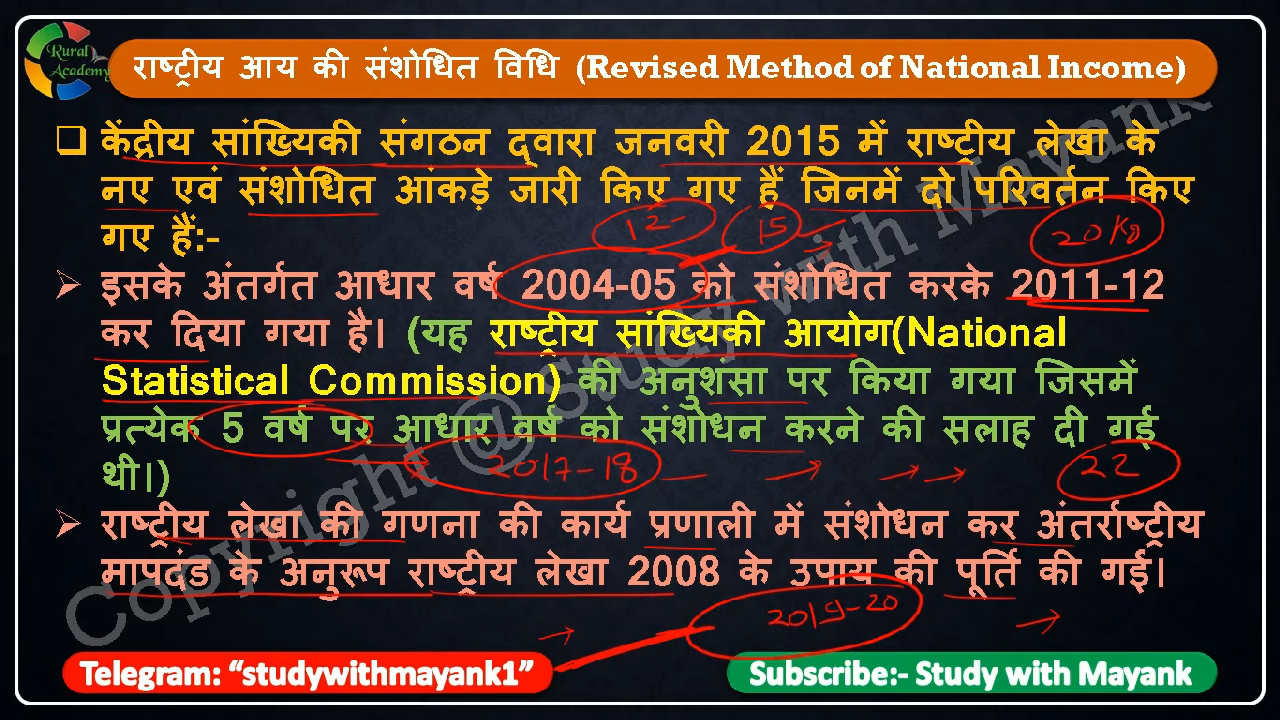 Rural
Academy
राष्ट्रीय आय की संशोधित विधि (Revised Method of National Income)
केंद्रीय सांख्यिकी संगठन द्वारा जनवरी 2015 में राष्ट्रीय लेखा के
नए एवं संशोधित आंकड़े जारी किए गए हैं जिनमें दो परिवर्तन किए
गए हैं:-
12-
15
इसके अंतर्गत आधार वर्ष 2004-05 को संशोधित करके 2011-12
कर दिया गया है। (यह राष्ट्रीय सांख्यिकी आयोग(National
Statistical Commission) की अनुशंसा पर किया गया जिसमें
प्रत्येक 5 वर्ष पर आधार वर्ष को संशोधन करने की सलाह दी गई
थी।)
2017-18
22
राष्ट्रीय लेखा की गणना की कार्य प्रणाली में संशोधन कर अंतर्राष्ट्रीय
मापदंड के अनुरूप राष्ट्रीय लेखा 2008 के उपाय की पूर्ति की गई।
2019-20
Copyright @Study with Mayank
Telegram: “studywithmayank1”
Subscribe:- Study with Mayank